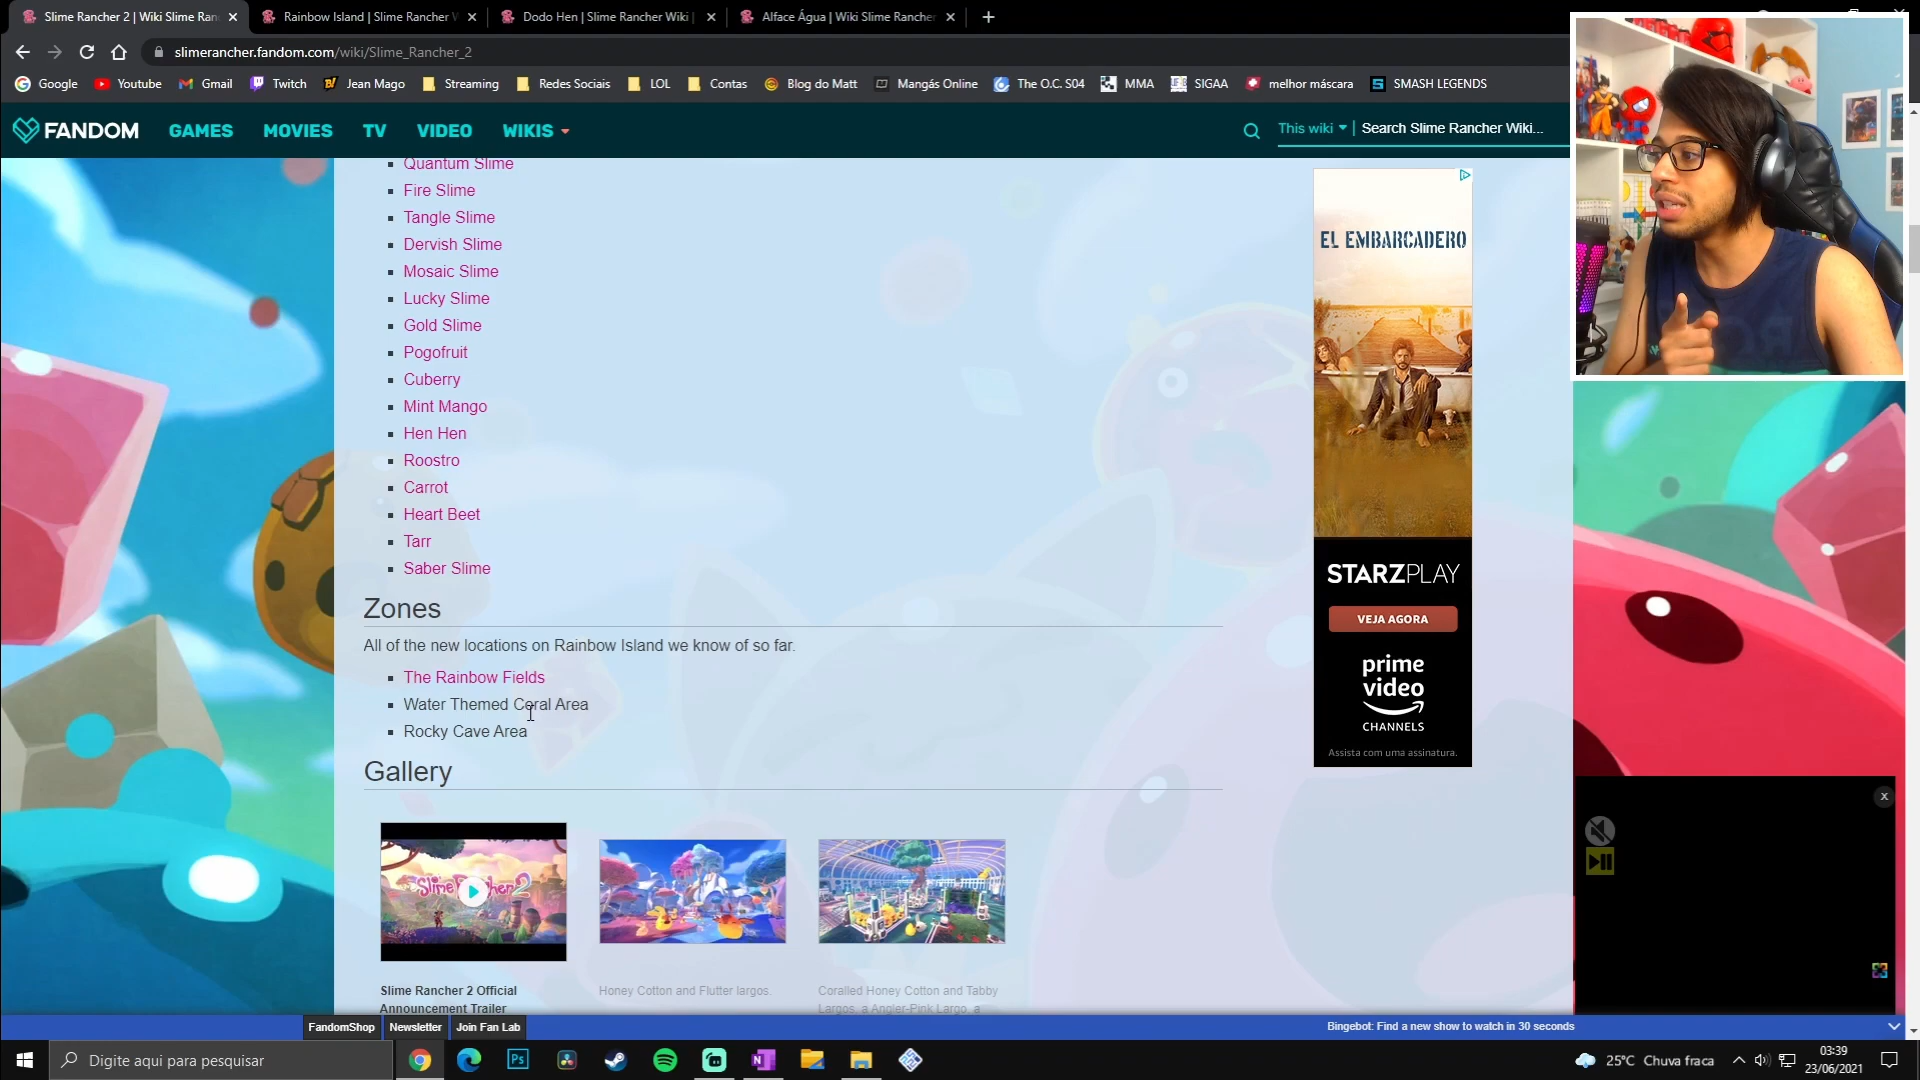 Slime Rancher 2 | Wiki Slime Ran
Rainbow Island | Slime Rancher W
Dodo Hen | Slime Rancher Wiki |
Alface Água | Wiki Slime Rancher
slimerancher.fandom.com/wiki/Slime_Rancher_2
Google
Youtube
Gmail
Twitch
Jean Mago
Streaming
Redes Sociais
LOL
Contas
Blog do Matt
Mangás Online
The O.C. S04
MMA
SIGAA
melhor máscara
SMASH LEGENDS
FANDOM
GAMES
MOVIES
TV
VIDEO
WIKIS
This wiki
Search Slime Rancher Wiki...
Quantum Slime
Fire Slime
Tangle Slime
Dervish Slime
Mosaic Slime
Lucky Slime
Gold Slime
Pogofruit
Cuberry
Mint Mango
Hen Hen
Roostro
Carrot
Heart Beet
Tarr
Saber Slime
Zones
All of the new locations on Rainbow Island we know of so far.
The Rainbow Fields
Water Themed Coral Area
Rocky Cave Area
Gallery
Slime Rancher 2
Slime Rancher 2 Official
Announcement Trailer
Honey Cotton and Flutter largos.
Coralled Honey Cotton and Tabby
Largos, a Angler-Pink Largo, a
EL EMBARCADERO
STARZPLAY
VEJA AGORA
prime
video
CHANNELS
Assista com uma assinatura.
FandomShop
Newsletter
Join Fan Lab
Bingebot: Find a new show to watch in 30 seconds
Digite aqui para pesquisar
Ps
25°C Chuva fraca
03:39
23/06/2021